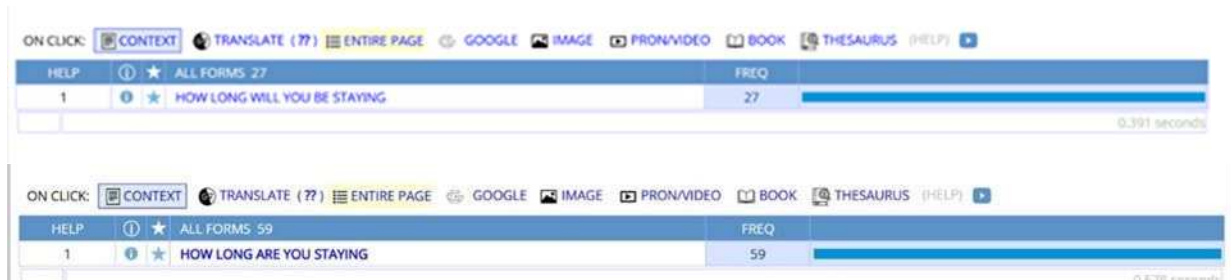 ON CLICK: CONTEXT TRANSLATE (??) ENTIRE PAGE GOOGLE IMAGE PRON/VIDEO BOOK THESAURUS (HELP)
HELP ALL FORMS 27 FREQ
1 HOW LONG WILL YOU BE STAYING 27
0.391 seconds
ON CLICK: CONTEXT TRANSLATE (??) ENTIRE PAGE GOOGLE IMAGE PRON/VIDEO BOOK THESAURUS (HELP)
HELP ALL FORMS 59 FREQ
1 HOW LONG ARE YOU STAYING 59
seconds